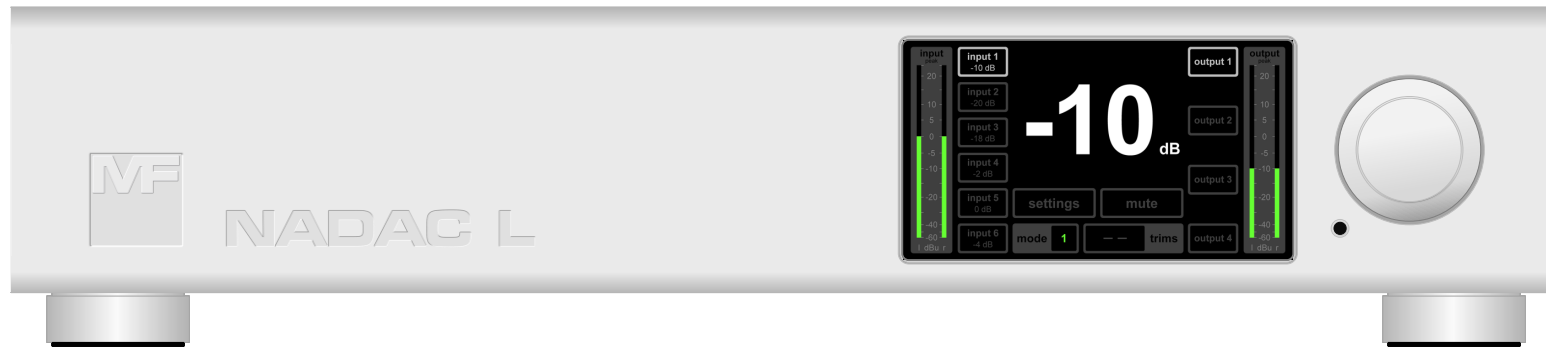 MF
NADAC L
input
peak
20
10
5
0
-5
-10
-20
-40
-60
l dBu r
input 1
-10 dB
input 2
-20 dB
input 3
-18 dB
input 4
-2 dB
input 5
0 dB
input 6
-4 dB
-10 dB
settings
mute
mode 1
-- trims
output 1
output 2
output 3
output 4
output
peak
20
10
5
0
-5
-10
-20
-40
-60
l dBu r